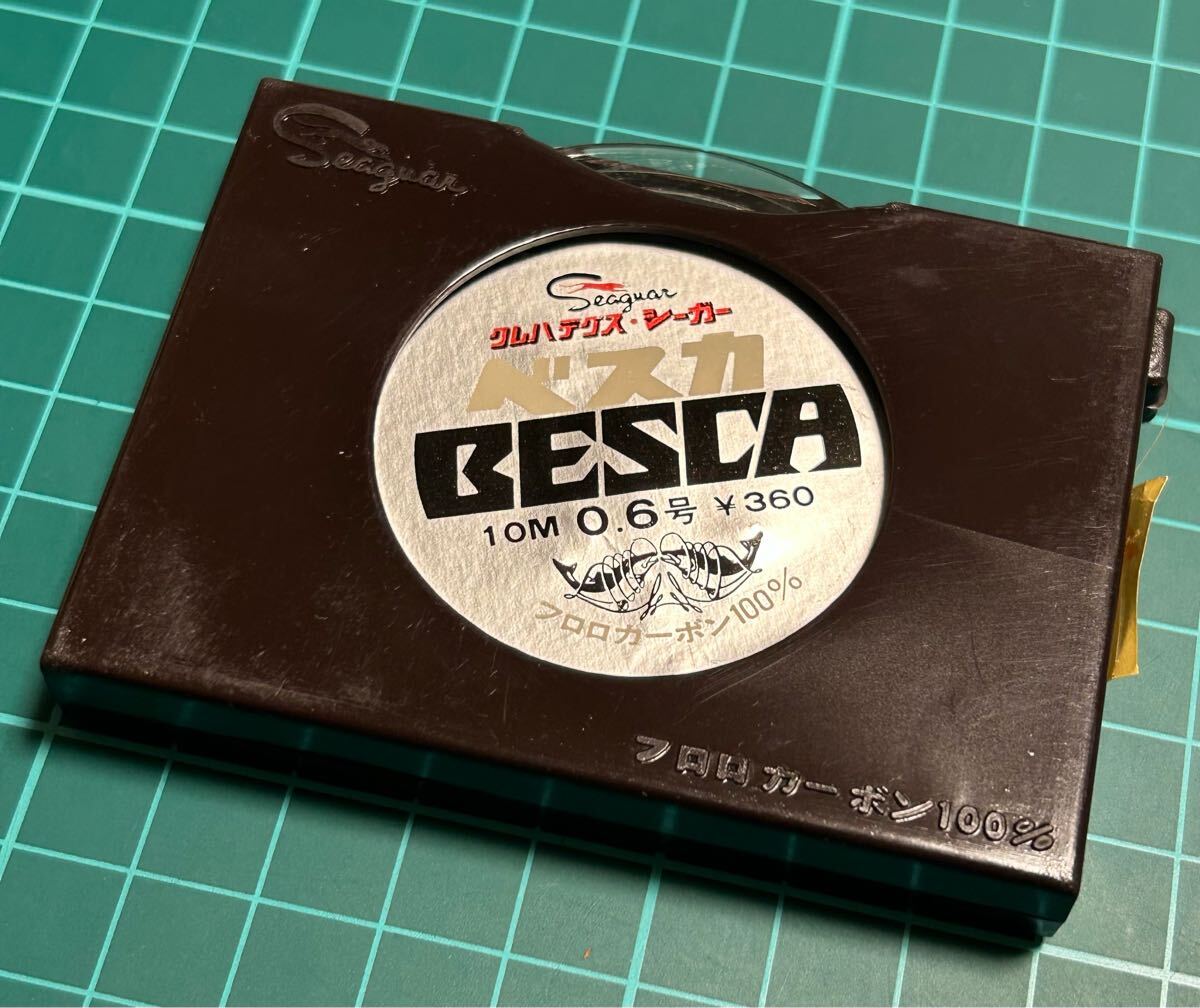 Seaguar
Seaguar
クレハテグス・シーガー
ベスカ
BESCA
10M 0.6号 ¥360
フロロカーボン100%
フロロカーボン100%